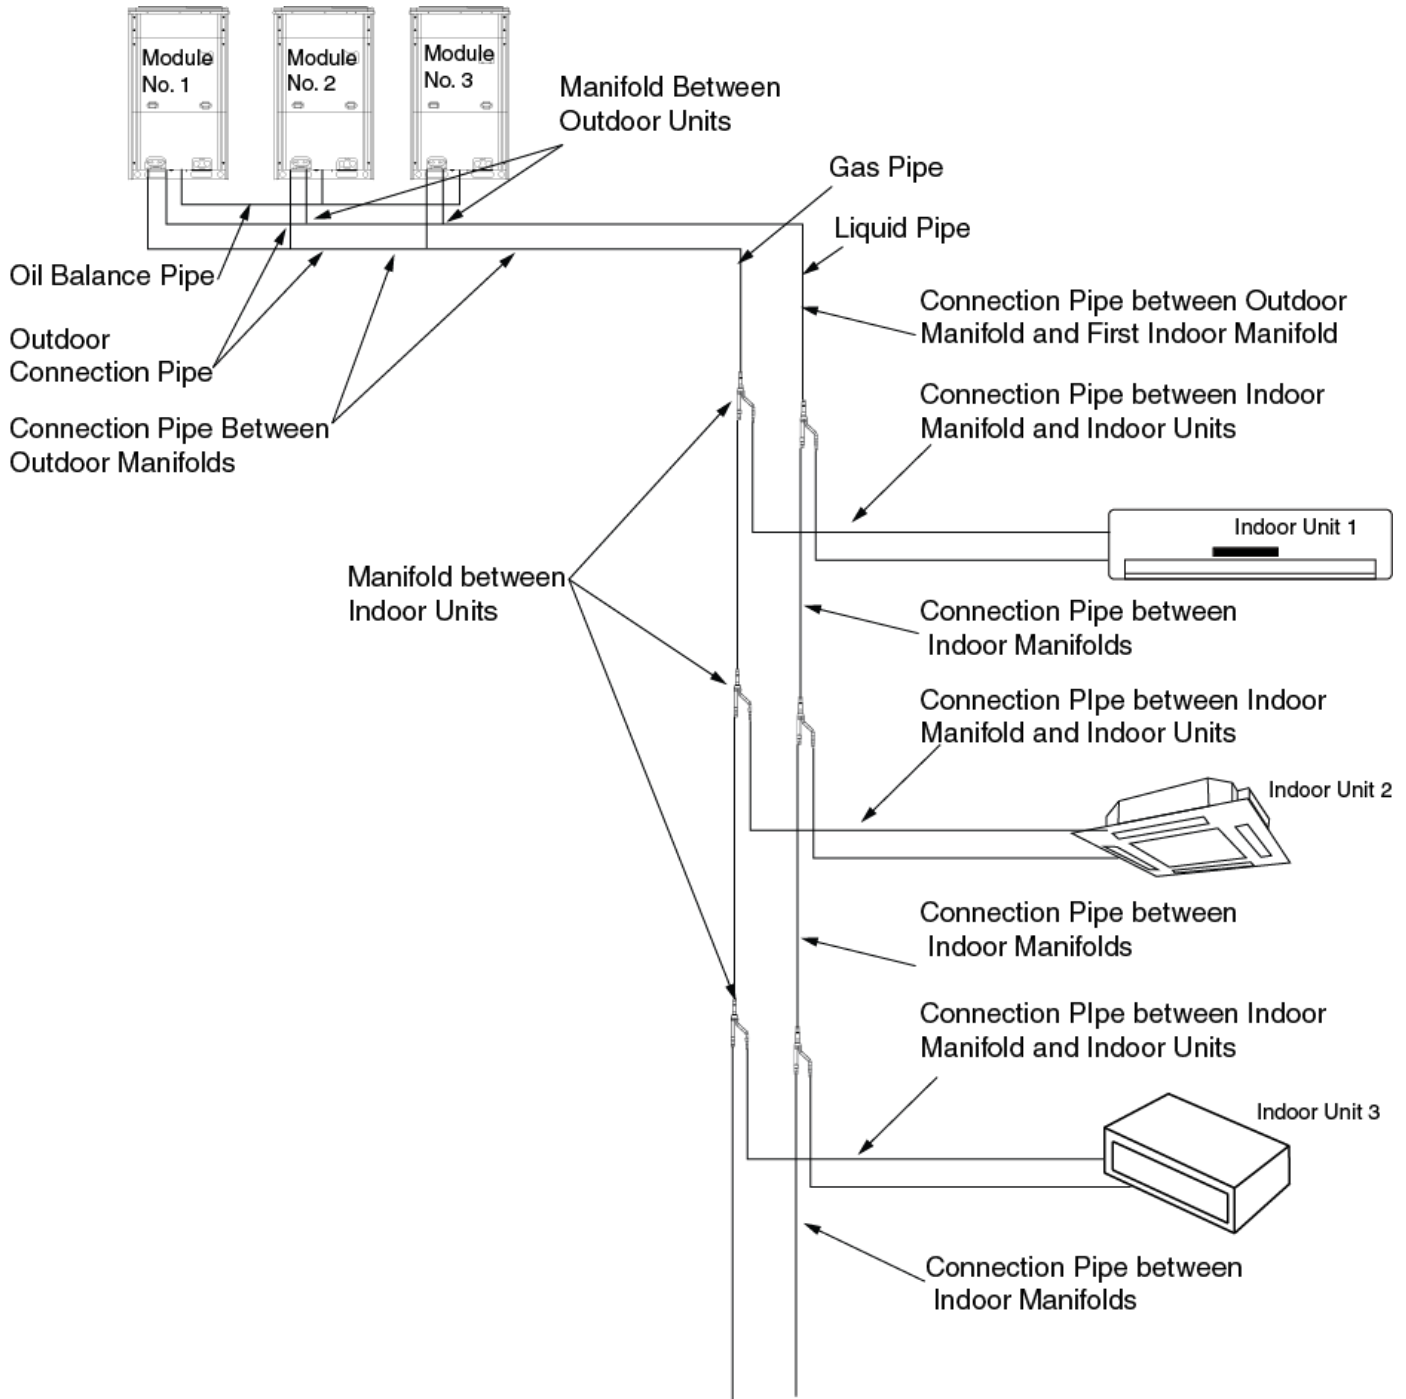 Module
No. 1
Module
No. 2
Module
No. 3
Manifold Between
Outdoor Units
Gas Pipe
Liquid Pipe
Oil Balance Pipe
Connection Pipe between Outdoor
Manifold and First Indoor Manifold
Outdoor
Connection Pipe
Connection Pipe between Indoor
Manifold and Indoor Units
Connection Pipe Between
Outdoor Manifolds
Indoor Unit 1
Manifold between
Indoor Units
Connection Pipe between
Indoor Manifolds
Connection PIpe between Indoor
Manifold and Indoor Units
Indoor Unit 2
Connection Pipe between
Indoor Manifolds
Connection PIpe between Indoor
Manifold and Indoor Units
Indoor Unit 3
Connection Pipe between
Indoor Manifolds